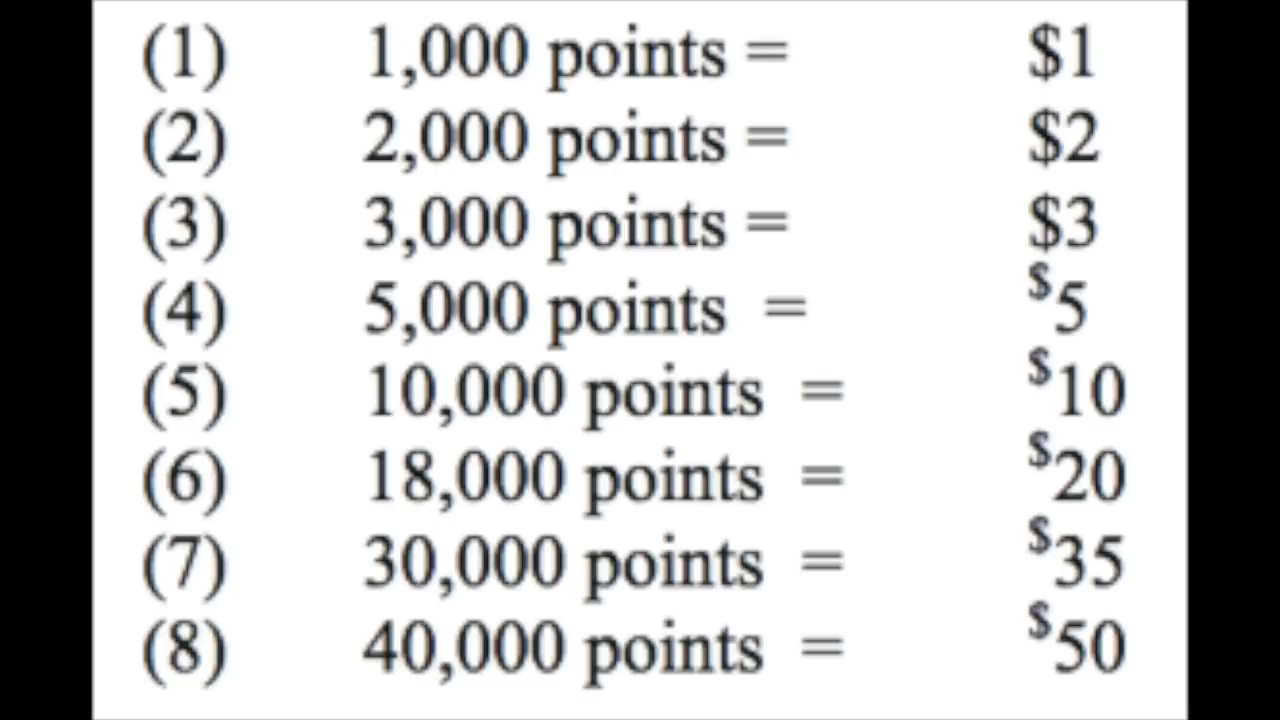 (1) 1,000 points = $1
(2) 2,000 points = $2
(3) 3,000 points = $3
(4) 5,000 points = $5
(5) 10,000 points = $10
(6) 18,000 points = $20
(7) 30,000 points = $35
(8) 40,000 points = $50